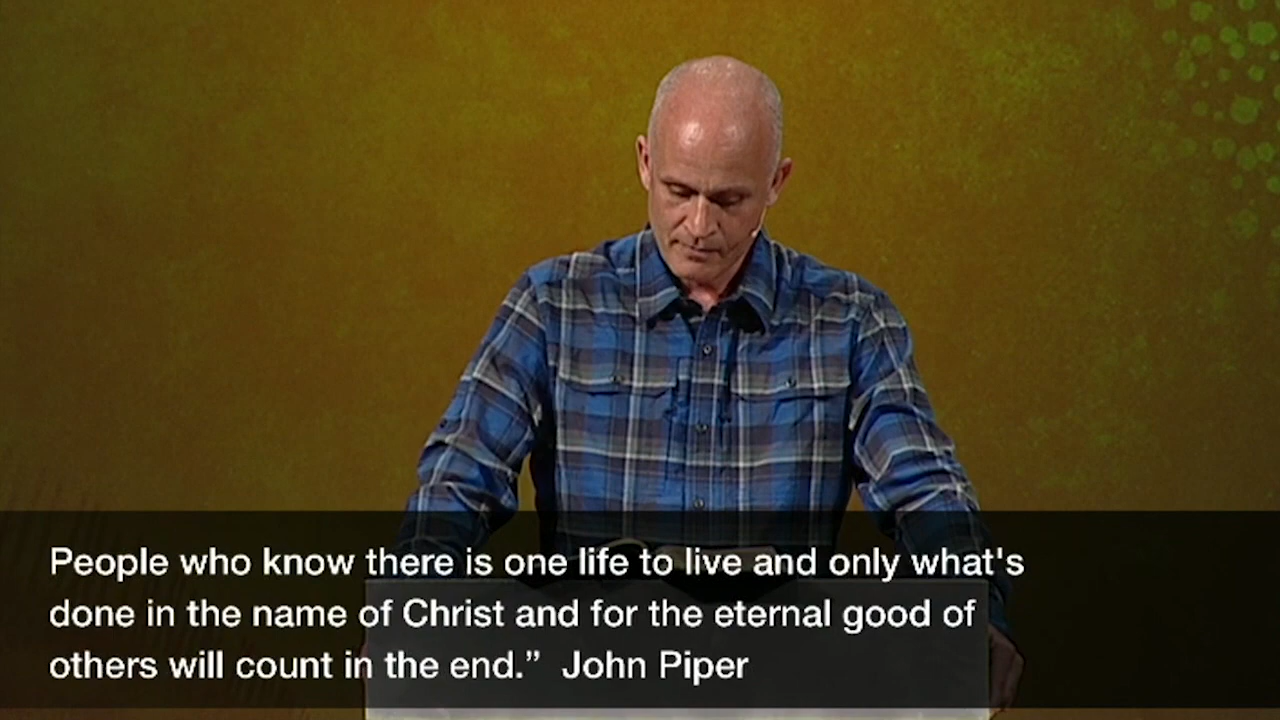 People who know there is one life to live and only what's
done in the name of Christ and for the eternal good of
others will count in the end.” John Piper